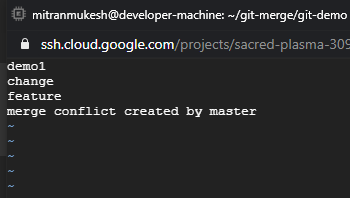 mitranmukesh@developer-machine: ~/git-merge/git-demo
ssh.cloud.google.com/projects/sacred-plasma-309
demo1
change
feature
merge conflict created by master
~
~
~
~
~